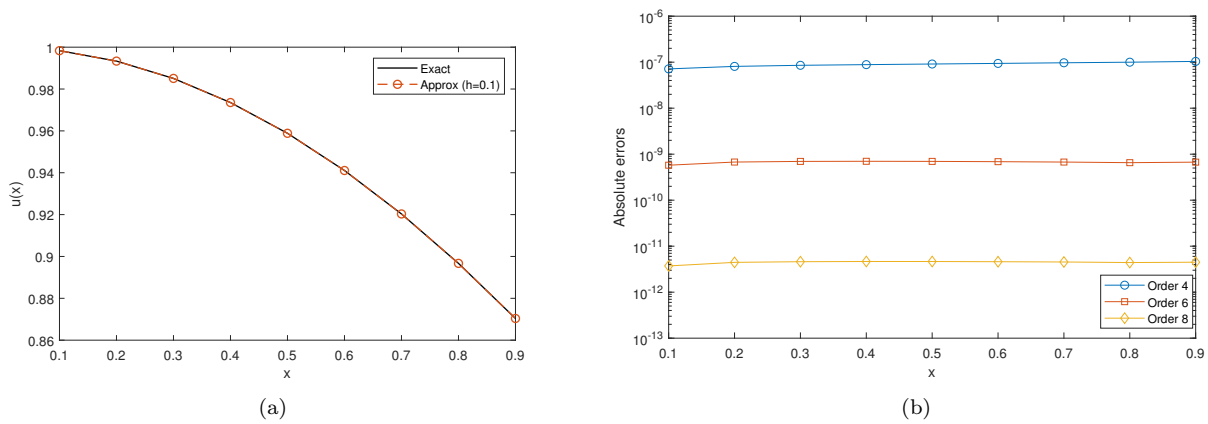 1
0.98
0.96
0.94
0.92
0.9
0.88
0.86
u(x)
0.1 0.2 0.3 0.4 0.5 0.6 0.7 0.8 0.9
x
Exact
Approx (h=0.1)
(a)
10^-6
10^-7
10^-8
10^-9
10^-10
10^-11
10^-12
10^-13
Absolute errors
Order 4
Order 6
Order 8
0.1 0.2 0.3 0.4 0.5 0.6 0.7 0.8 0.9
x
(b)